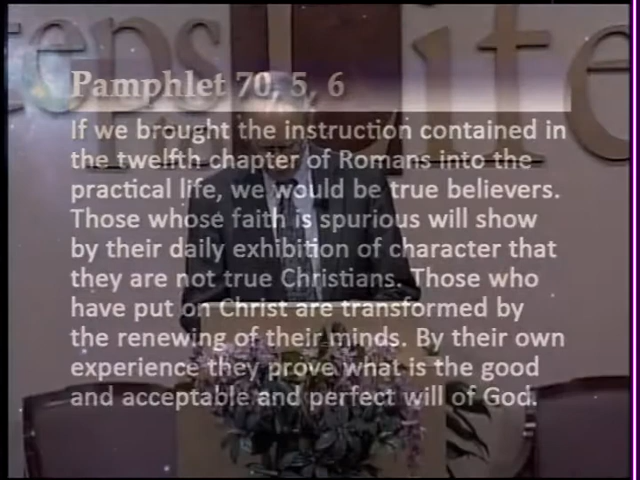 teps Life
Pamphlet 70, 5, 6
If we brought the instruction contained in
the twelfth chapter of Romans into the
practical life, we would be true believers.
Those whose faith is spurious will show
by their daily exhibition of character that
they are not true Christians. Those who
have put on Christ are transformed by
the renewing of their minds. By their own
experience they prove what is the good
and acceptable and perfect will of God.